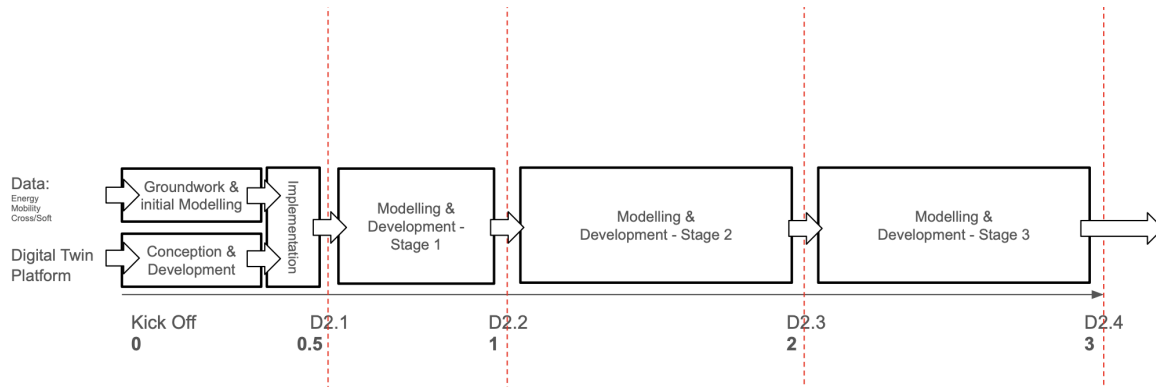 Data:
Energy
Mobility
Cross/Soft
Digital Twin
Platform
Groundwork &
initial Modelling
Conception &
Development
Implementation
Modelling &
Development -
Stage 1
Modelling &
Development - Stage 2
Modelling &
Development - Stage 3
Kick Off
0
D2.1
0.5
D2.2
1
D2.3
2
D2.4
3